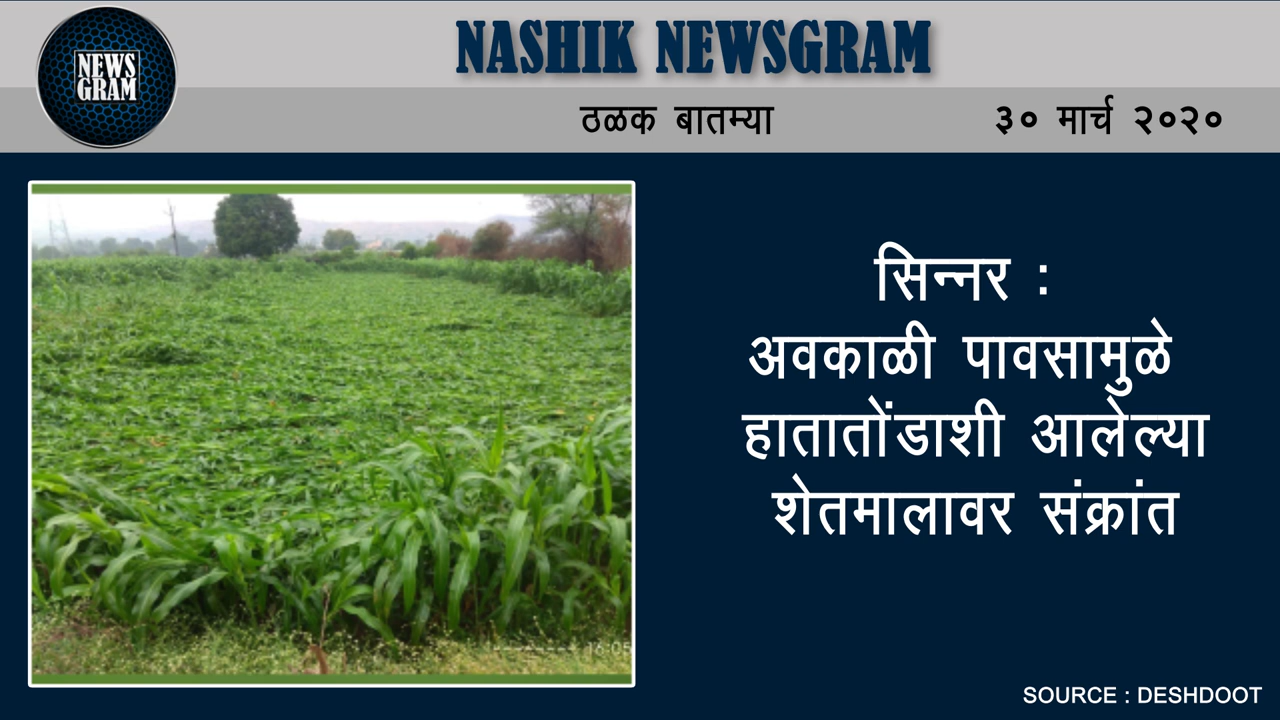 NEWS
GRAM
NASHIK NEWSGRAM
ठळक बातम्या
३० मार्च २०२०
सिन्नर :
अवकाळी पावसामुळे
हातातोंडाशी आलेल्या
शेतमालावर संक्रांत
16:05
SOURCE : DESHDOOT